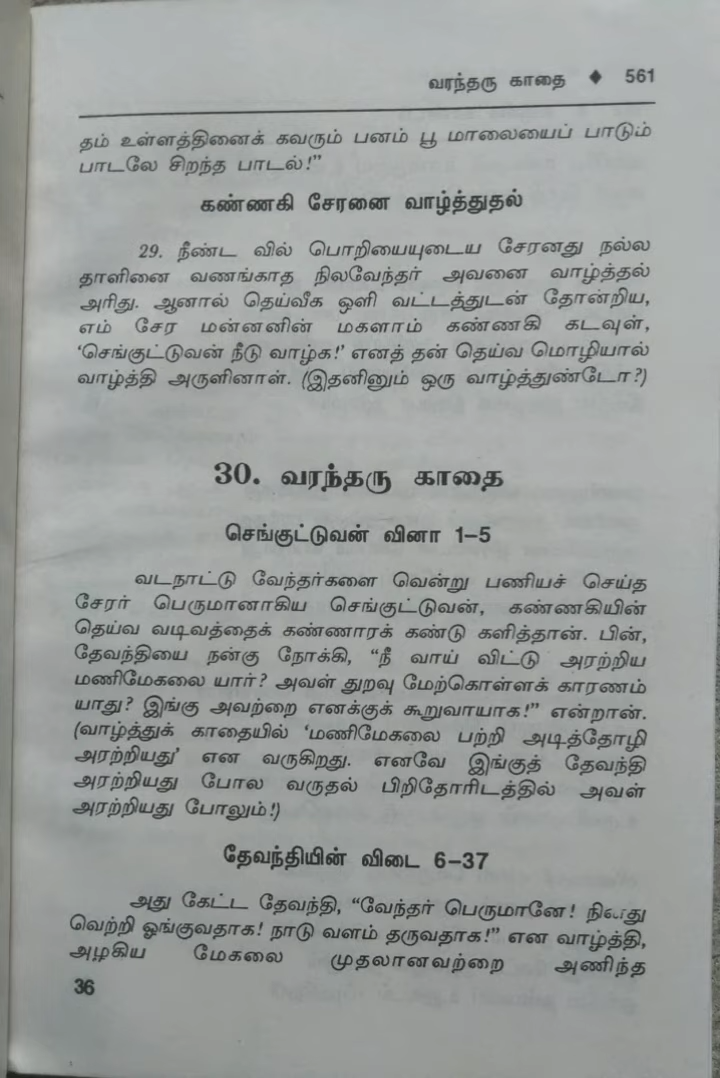 வரந்தரு காதை ◆ 561
தம் உள்ளத்தினைக் கவரும் பனம் பூ மாலையைப் பாடும்
பாடலே சிறந்த பாடல்!”
கண்ணகி சேரனை வாழ்த்துதல்
29. நீண்ட வில் பொறியையுடைய சேரனது நல்ல
தாளினை வணங்காத நிலவேந்தர் அவனை வாழ்த்தல்
அரிது. ஆனால் தெய்வீக ஒளி வட்டத்துடன் தோன்றிய,
எம் சேர மன்னனின் மகளாம் கண்ணகி கடவுள்,
‘செங்குட்டுவன் நீடு வாழ்க!’ எனத் தன் தெய்வ மொழியால்
வாழ்த்தி அருளினாள். (இதனினும் ஒரு வாழ்த்துண்டோ?)
30. வரந்தரு காதை
செங்குட்டுவன் வினா 1–5
வடநாட்டு வேந்தர்களை வென்று பணியச் செய்த
சேரர் பெருமானாகிய செங்குட்டுவன், கண்ணகியின்
தெய்வ வடிவத்தைக் கண்ணாரக் கண்டு களித்தான். பின்,
தேவந்தியை நன்கு நோக்கி, “நீ வாய் விட்டு அரற்றிய
மணிமேகலை யார்? அவள் துறவு மேற்கொள்ளக் காரணம்
யாது? இங்கு அவற்றை எனக்குக் கூறுவாயாக!” என்றான்.
(வாழ்த்துக் காதையில் ‘மணிமேகலை பற்றி அடித்தோழி
அரற்றியது’ என வருகிறது. எனவே இங்குத் தேவந்தி
அரற்றியது போல வருதல் பிறிதோரிடத்தில் அவள்
அரற்றியது போலும்!)
தேவந்தியின் விடை 6–37
அது கேட்ட தேவந்தி, “வேந்தர் பெருமானே! நினது
வெற்றி ஓங்குவதாக! நாடு வளம் தருவதாக!” என வாழ்த்தி,
அழகிய மேகலை முதலானவற்றை அணிந்த
36